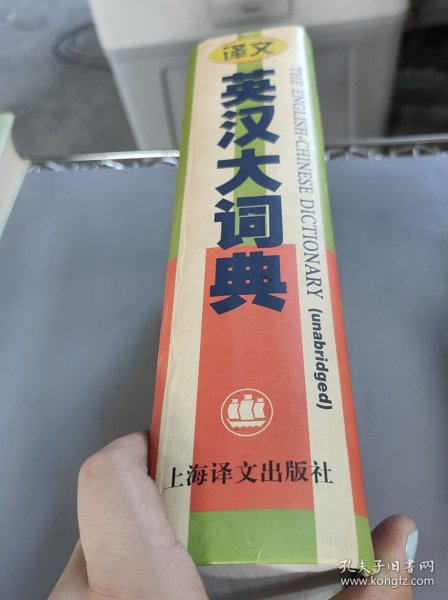 译文
英汉大词典
THE ENGLISH-CHINESE DICTIONARY (unabridged)
上海译文出版社
孔夫子旧书网
www.kongfz.com